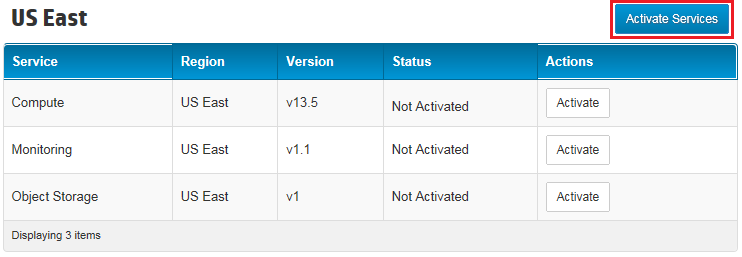 US East Activate Services
Service Region Version Status Actions
Compute US East v13.5 Not Activated Activate
Monitoring US East v1.1 Not Activated Activate
Object Storage US East v1 Not Activated Activate
Displaying 3 items